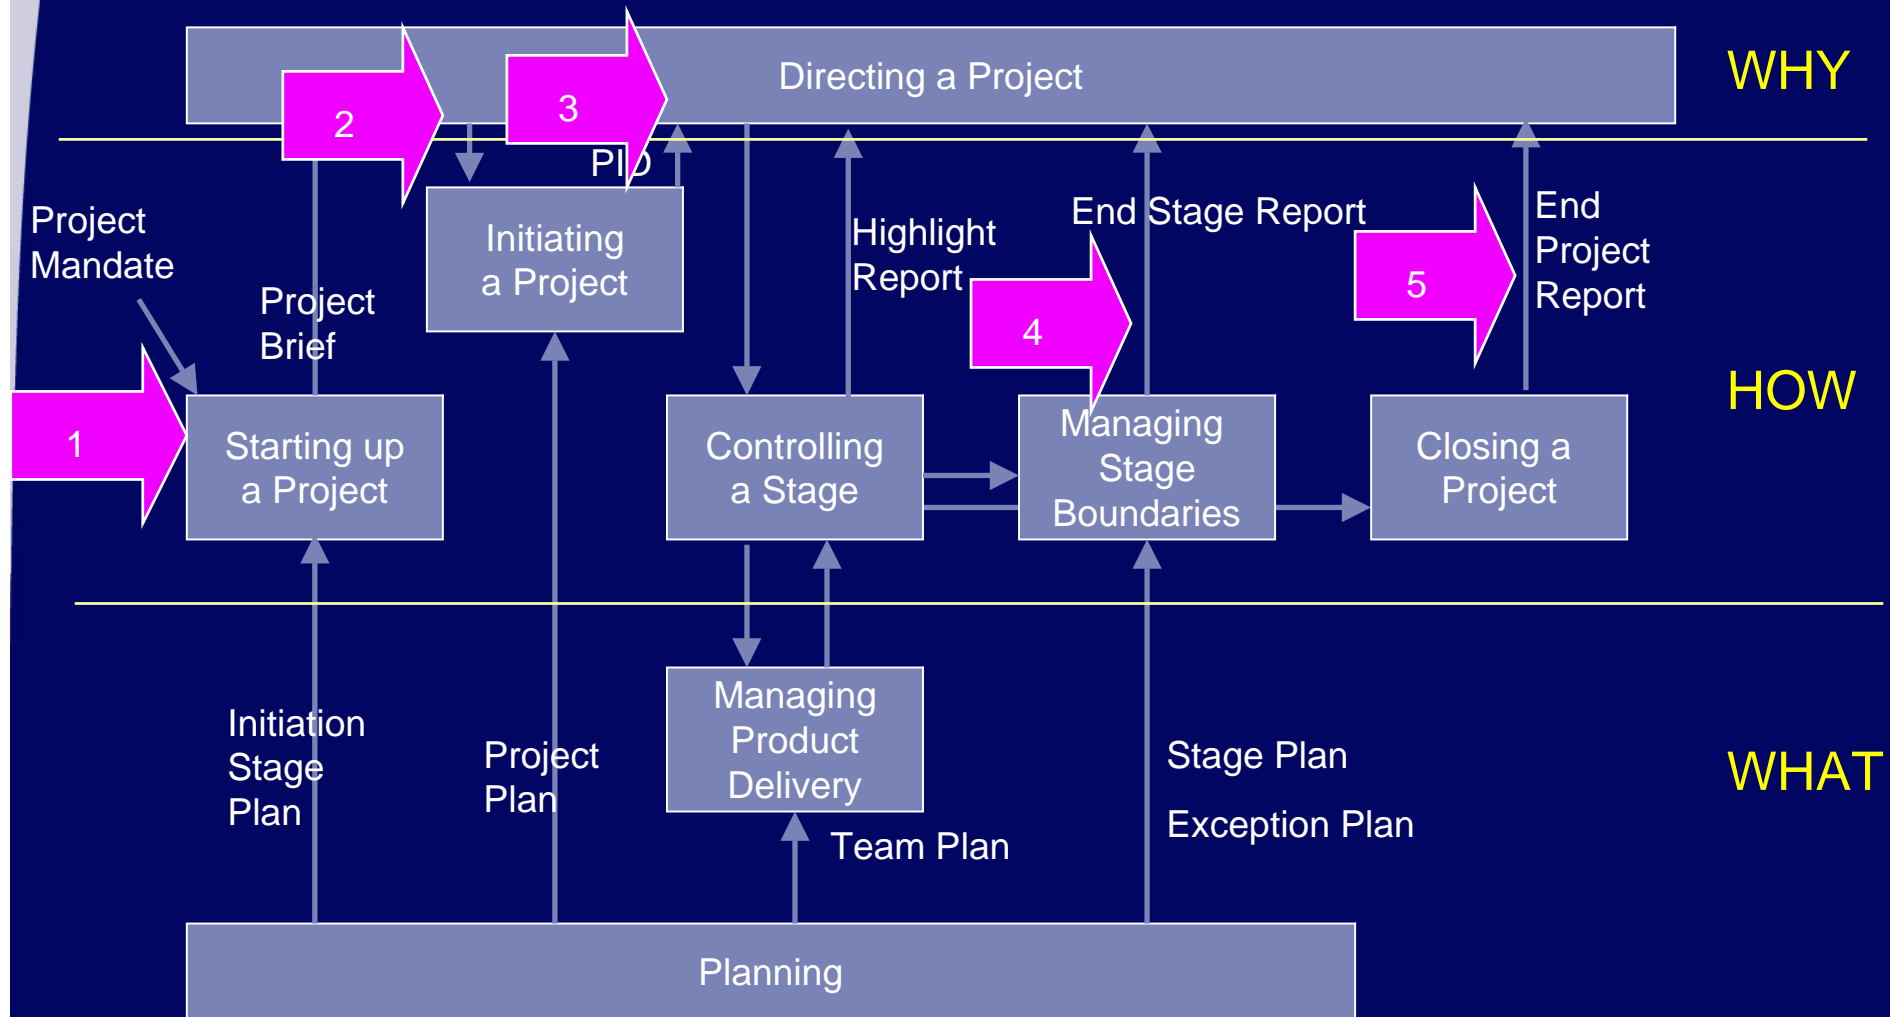 Directing a Project
WHY
2
3
PID
Project
Mandate
Initiating
a Project
Highlight
Report
End Stage Report
End
Project
Report
Project
Brief
4
5
HOW
1
Starting up
a Project
Controlling
a Stage
Managing
Stage
Boundaries
Closing a
Project
Initiation
Stage
Plan
Project
Plan
Managing
Product
Delivery
Team Plan
Stage Plan
Exception Plan
WHAT
Planning